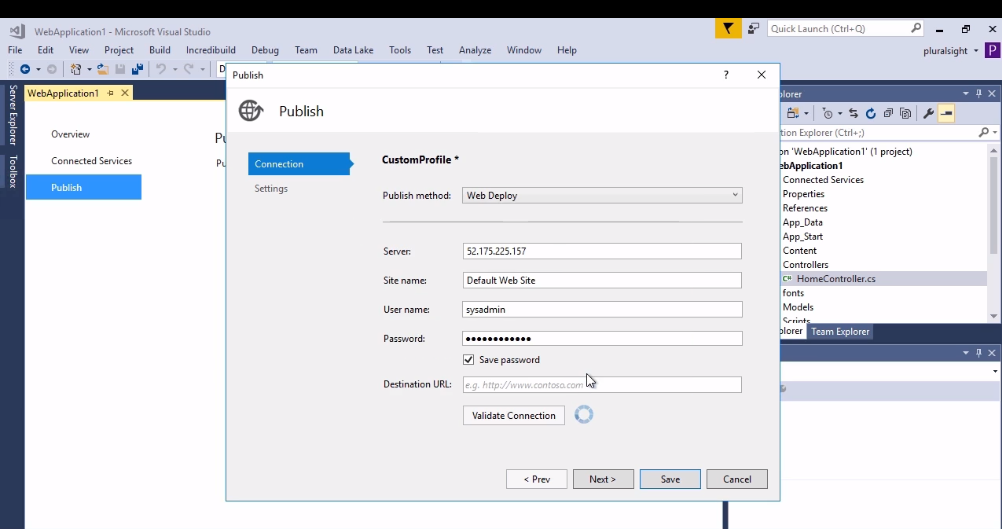 WebApplication1 - Microsoft Visual Studio
Quick Launch (Ctrl+Q)
File Edit View Project Build Incredibuild Debug Team Data Lake Tools Test Analyze Window Help
pluralsight P
D
Server Explorer
Toolbox
WebApplication1
Overview
Connected Services
Publish
Pu
Pu
Publish
?
Publish
Connection
Settings
CustomProfile *
Publish method: Web Deploy
Server: 52.175.225.157
Site name: Default Web Site
User name: sysadmin
Password: ••••••••••••
Save password
Destination URL: e.g. http://www.contoso.com
Validate Connection
< Prev Next > Save Cancel
plorer
tion Explorer (Ctrl+;)
on 'WebApplication1' (1 project)
ebApplication1
Connected Services
Properties
References
App_Data
App_Start
Content
Controllers
C# HomeController.cs
fonts
Models
Scripts
plorer Team Explorer